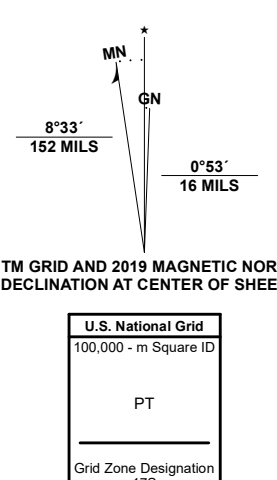 ★
MN
GN
8°33´
152 MILS
0°53´
16 MILS
TM GRID AND 2019 MAGNETIC NOR
DECLINATION AT CENTER OF SHEE
U.S. National Grid
100,000 - m Square ID
PT
Grid Zone Designation